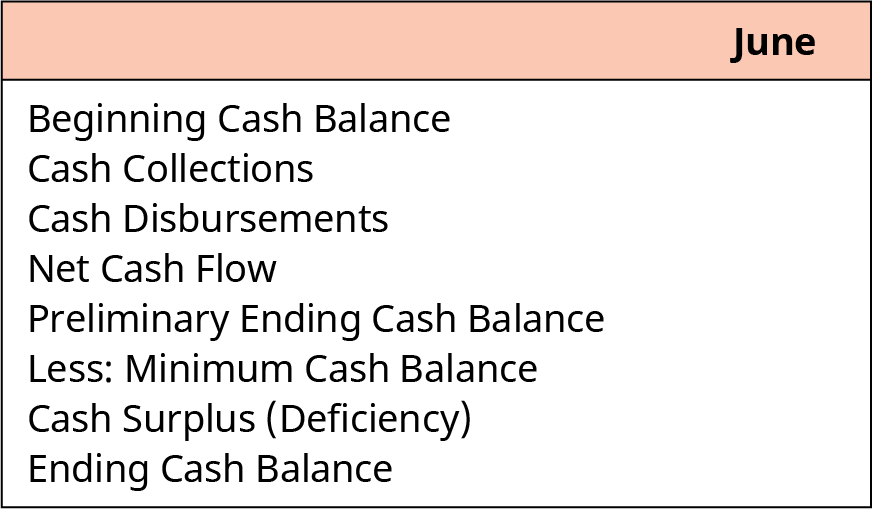 June
Beginning Cash Balance
Cash Collections
Cash Disbursements
Net Cash Flow
Preliminary Ending Cash Balance
Less: Minimum Cash Balance
Cash Surplus (Deficiency)
Ending Cash Balance